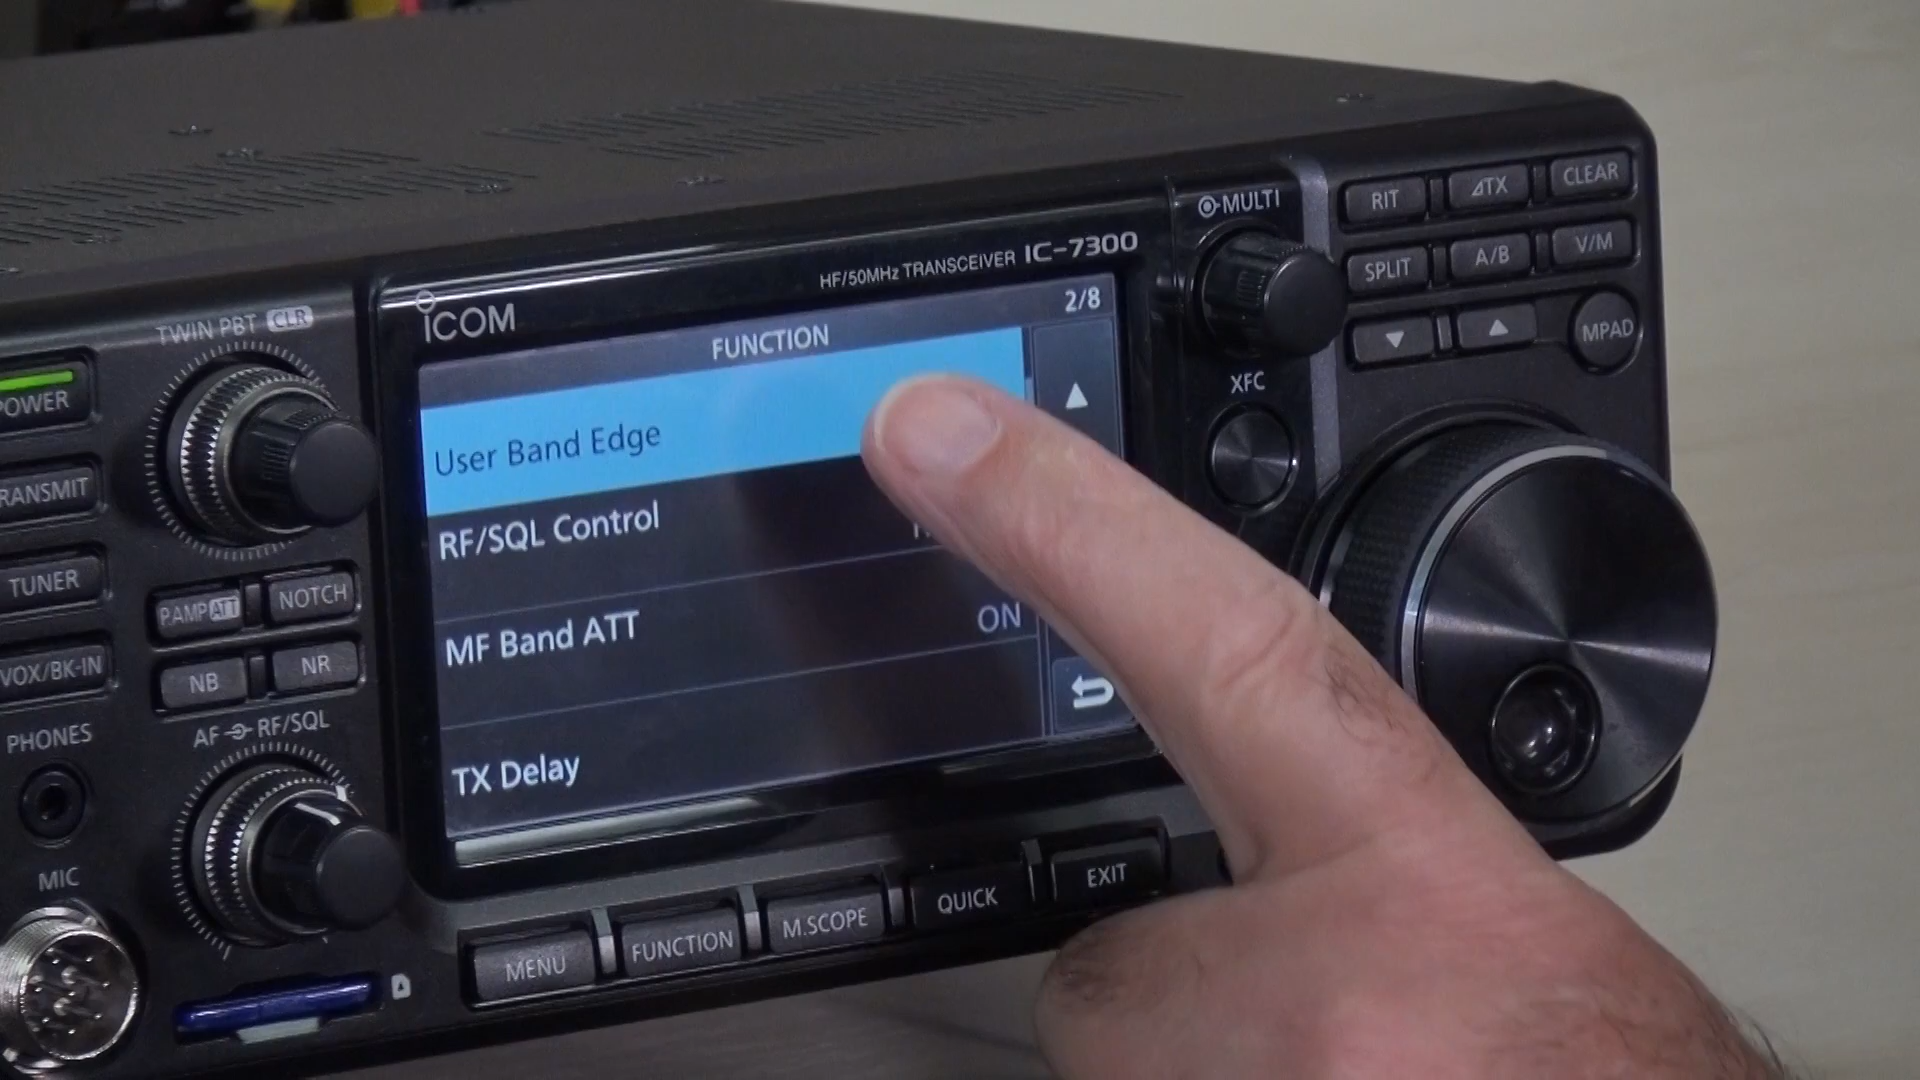 MULTI
RIT
⊿TX
CLEAR
HF/50MHz TRANSCEIVER IC-7300
SPLIT
A/B
V/M
ICOM
TWIN PBT CLR
2/8
FUNCTION
MPAD
XFC
POWER
User Band Edge
RANSMIT
RF/SQL Control
TUNER
P.AMP ATT
NOTCH
MF Band ATT
ON
VOX/BK-IN
NB
NR
PHONES
AF RF/SQL
TX Delay
MIC
MENU
FUNCTION
M.SCOPE
QUICK
EXIT